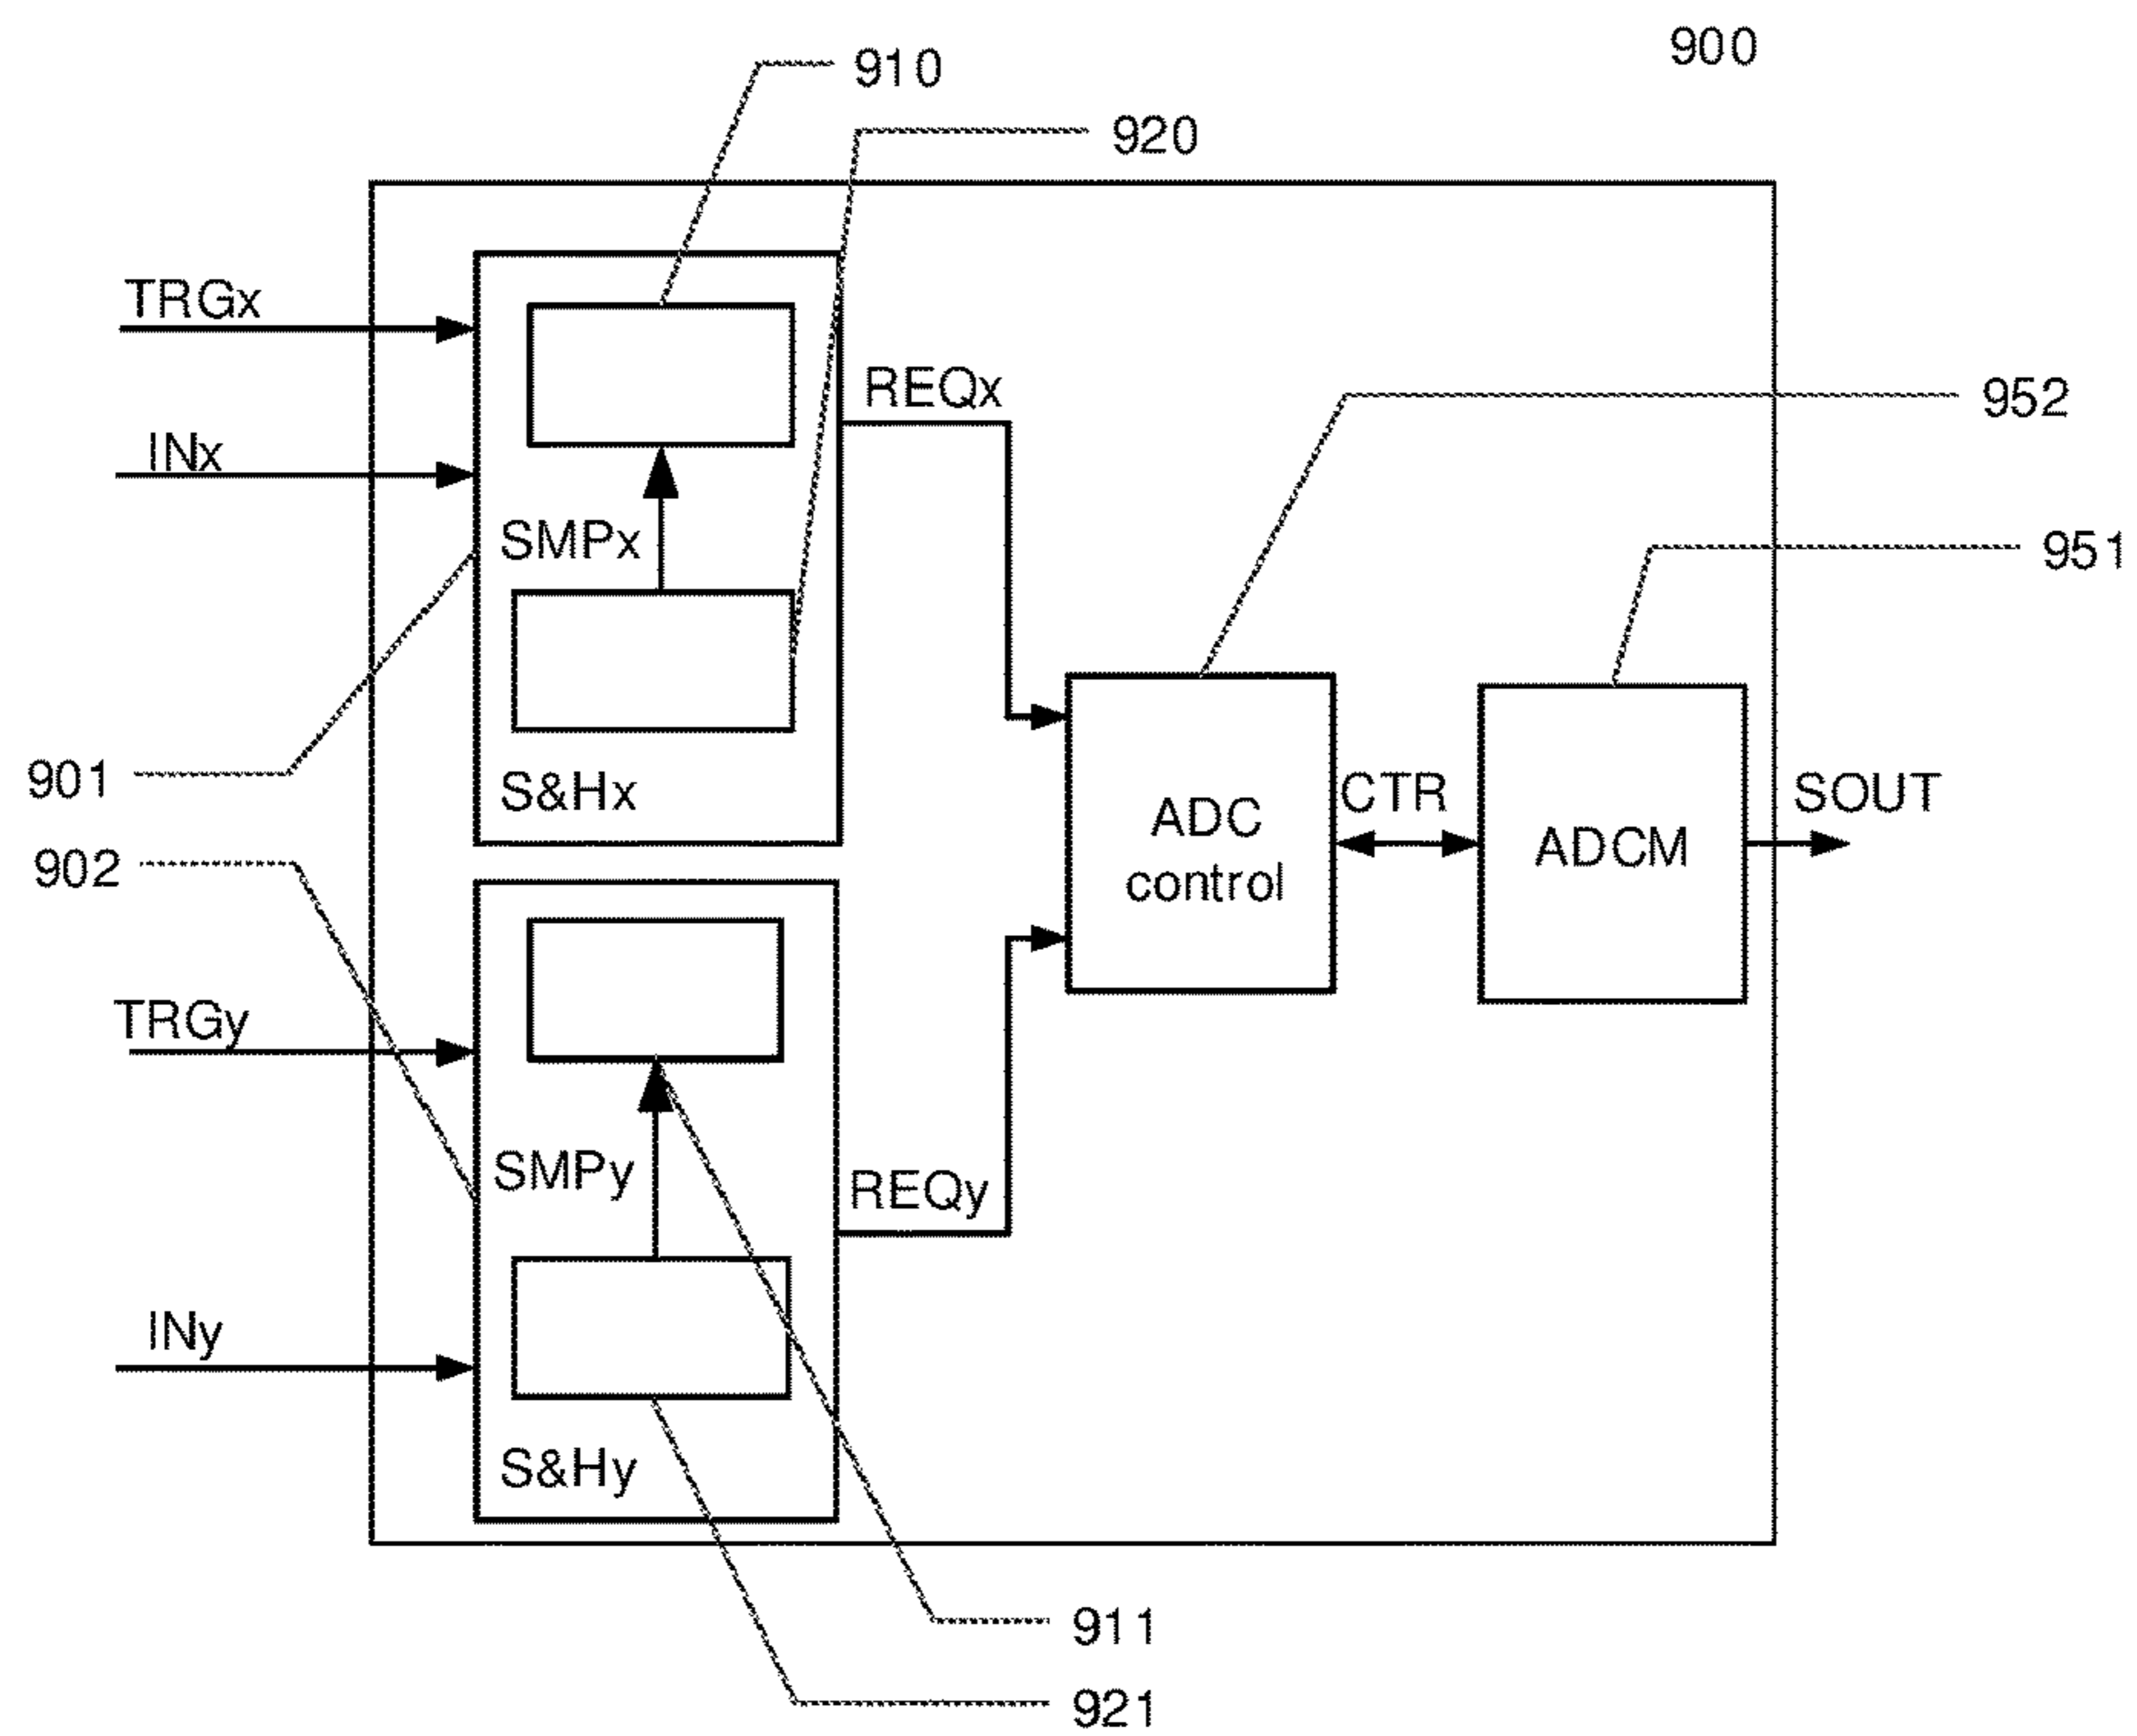 900
910
920
TRGx
REQx
952
INx
SMPx
951
901
S&Hx
ADC
control
CTR
ADCM
SOUT
902
TRGy
SMPy
REQy
INy
S&Hy
911
921